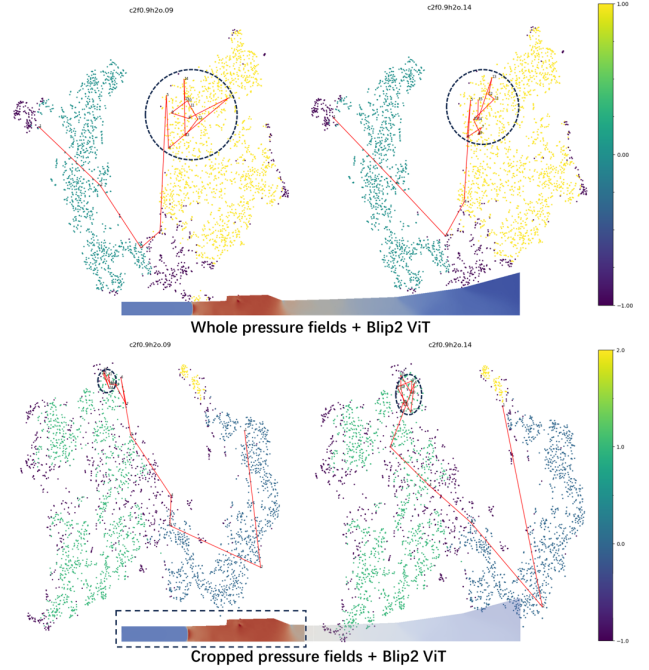 c2f0.9h2o.09
c2f0.9h2o.14
1.00
0.00
−1.00
Whole pressure fields + Blip2 ViT
c2f0.9h2o.09
c2f0.9h2o.14
2.0
1.0
0.0
−1.0
Cropped pressure fields + Blip2 ViT